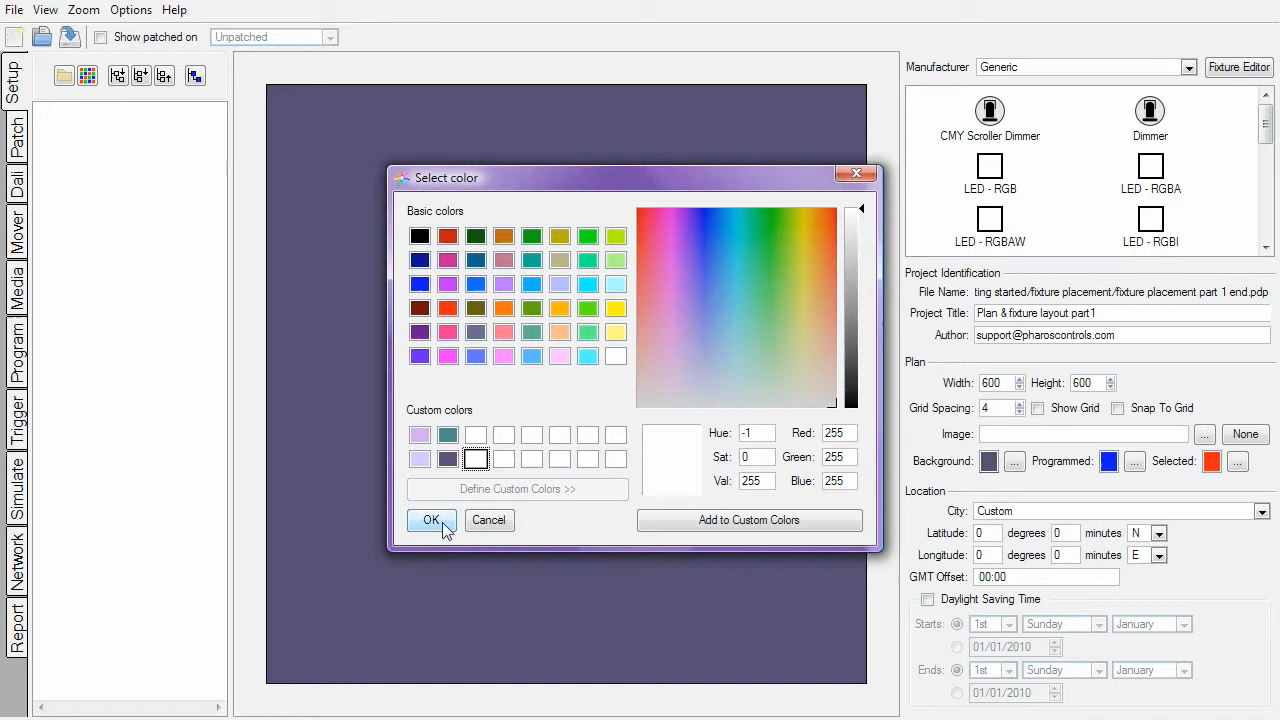 File View Zoom Options Help
Show patched on Unpatched
Setup
Patch
Dali
Mover
Media
Program
Trigger
Simulate
Network
Report
Select color
Basic colors
Custom colors
Hue: -1 Red: 255
Sat: 0 Green: 255
Val: 255 Blue: 255
Define Custom Colors >>
OK Cancel Add to Custom Colors
Manufacturer Generic Fixture Editor
CMY Scroller Dimmer Dimmer
LED - RGB LED - RGBA
LED - RGBAW LED - RGBI
Project Identification
File Name: ting started/fixture placement/fixture placement part 1 end.pdp
Project Title: Plan & fixture layout part1
Author: support@pharoscontrols.com
Plan
Width: 600 Height: 600
Grid Spacing: 4 Show Grid Snap To Grid
Image: ... None
Background: ... Programmed: ... Selected: ...
Location
City: Custom
Latitude: 0 degrees 0 minutes N
Longitude: 0 degrees 0 minutes E
GMT Offset: 00:00
Daylight Saving Time
Starts: 1st Sunday January
01/01/2010
Ends: 1st Sunday January
01/01/2010